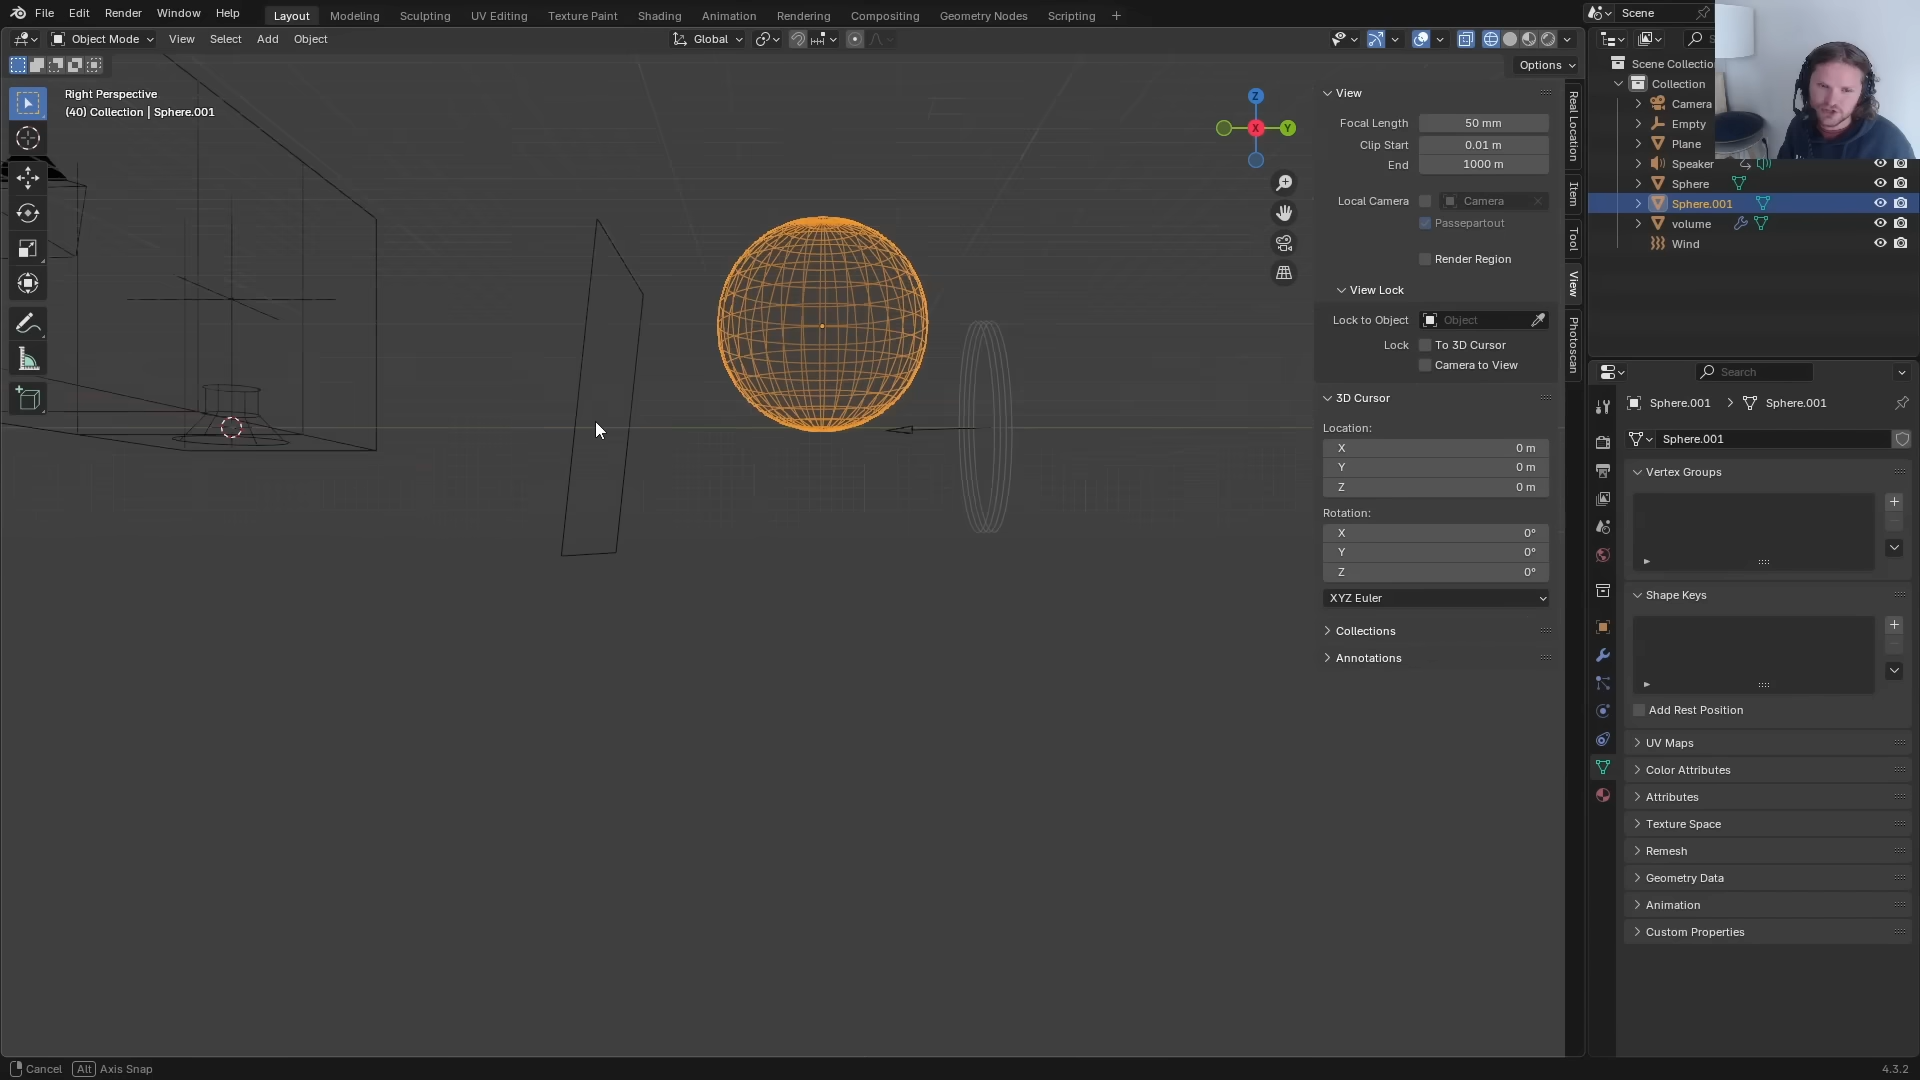 File Edit Render Window Help Layout Modeling Sculpting UV Editing Texture Paint Shading Animation Rendering Compositing Geometry Nodes Scripting + Scene
Object Mode View Select Add Object Global
Options
Right Perspective
(40) Collection | Sphere.001
Z
X
Y
View
Focal Length 50 mm
Clip Start 0.01 m
End 1000 m
Local Camera Camera
Passepartout
Render Region
View Lock
Lock to Object Object
Lock To 3D Cursor
Camera to View
3D Cursor
Location:
X 0 m
Y 0 m
Z 0 m
Rotation:
X 0°
Y 0°
Z 0°
XYZ Euler
Collections
Annotations
Real Location
Item
Tool
View
Photoscan
Scene Collectio
Collection
Camera
Empty
Plane
Speaker
Sphere
Sphere.001
volume
Wind
Search
Sphere.001 Sphere.001
Sphere.001
Vertex Groups
Shape Keys
Add Rest Position
UV Maps
Color Attributes
Attributes
Texture Space
Remesh
Geometry Data
Animation
Custom Properties
Cancel Alt Axis Snap
4.3.2